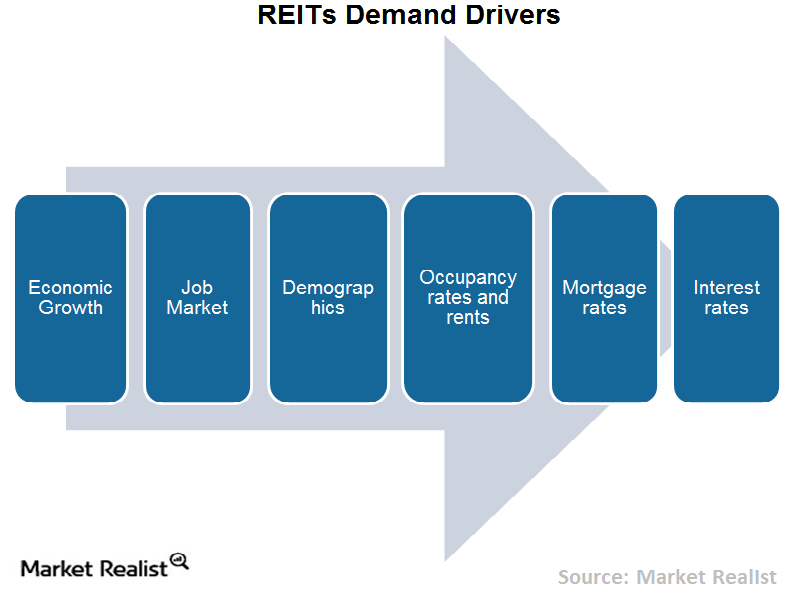 REITs Demand Drivers
Economic
Growth
Job
Market
Demograp
hics
Occupancy
rates and
rents
Mortgage
rates
Interest
rates
Market Realist
Source: Market Realist